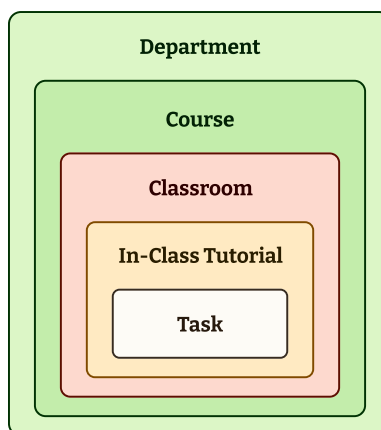 Department
Course
Classroom
In-Class Tutorial
Task